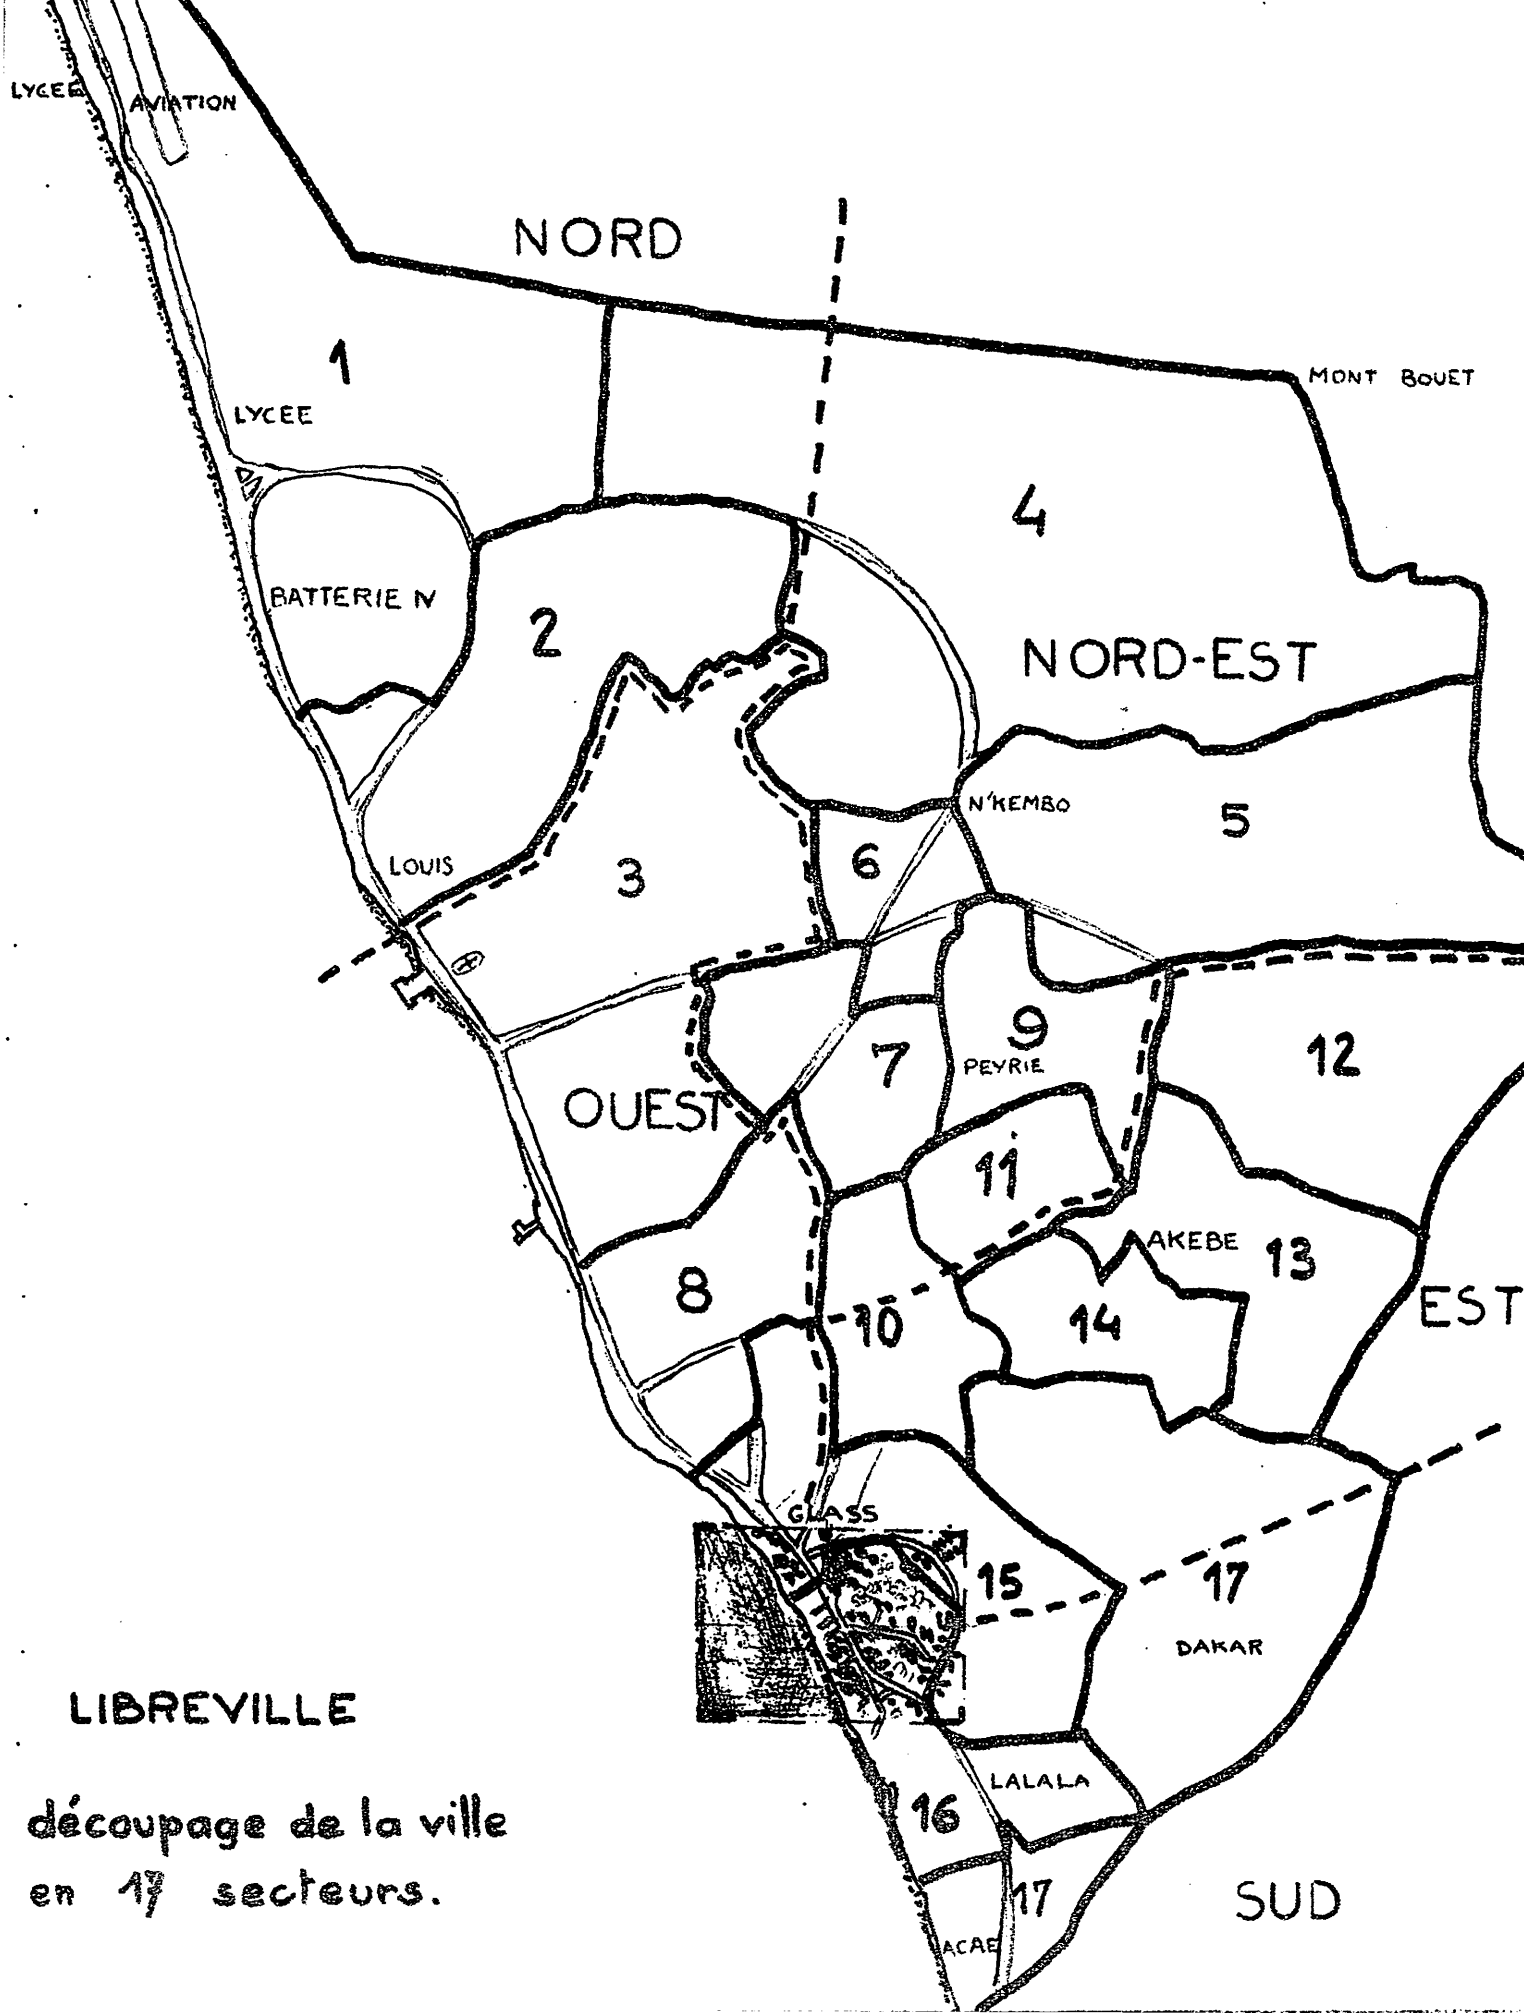 LYCEE
AVIATION
NORD
1
MONT BOUET
LYCEE
4
BATTERIE IV
2
NORD-EST
N'KEMBO
5
LOUIS
3
6
9
7
PEYRIE
12
OUEST
11
AKEBE
13
8
EST
10
14
GLASS
15
17
DAKAR
LIBREVILLE
LALALA
découpage de la ville
16
en 17 secteurs.
17
SUD
ACAE